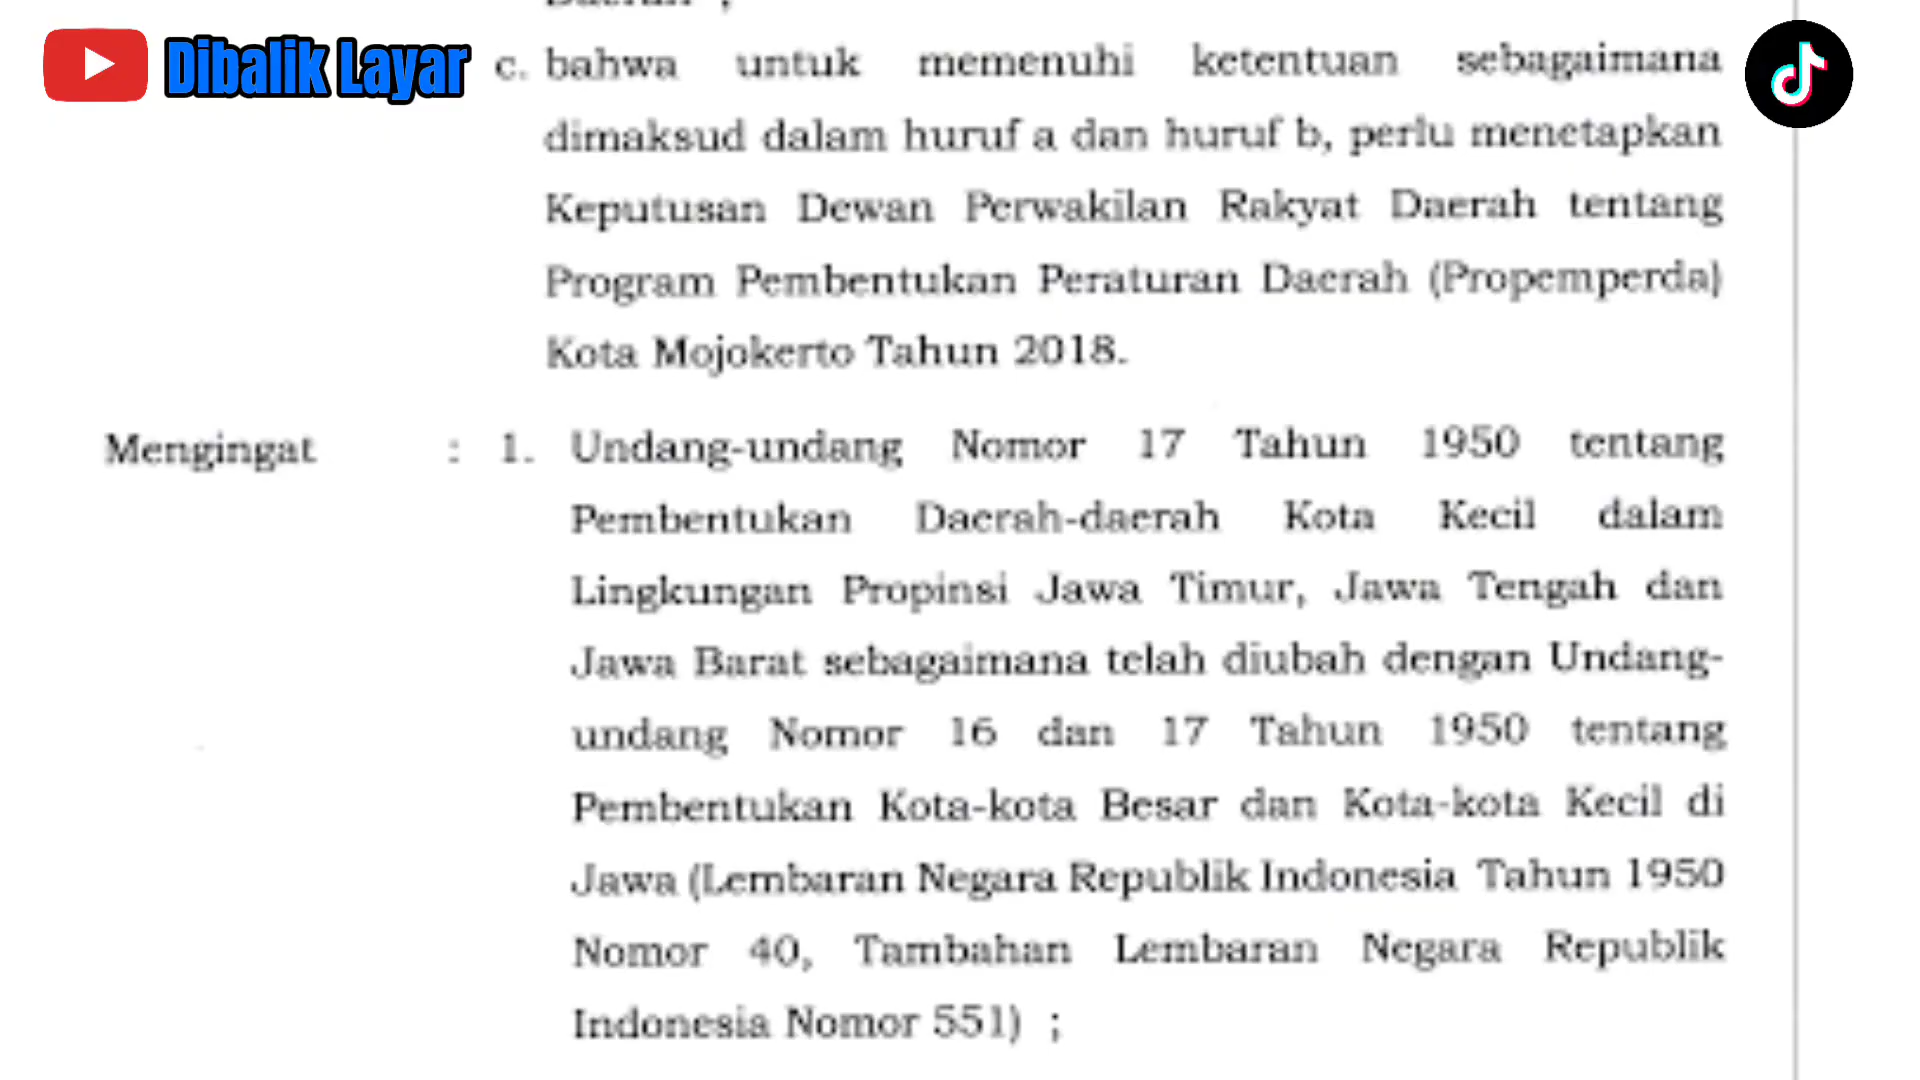 Dibalik Layar
c. bahwa untuk memenuhi ketentuan sebagaimana
dimaksud dalam huruf a dan huruf b, perlu menetapkan
Keputusan Dewan Perwakilan Rakyat Daerah tentang
Program Pembentukan Peraturan Daerah (Propemperda)
Kota Mojokerto Tahun 2018.
Mengingat : 1. Undang-undang Nomor 17 Tahun 1950 tentang
Pembentukan Daerah-daerah Kota Kecil dalam
Lingkungan Propinsi Jawa Timur, Jawa Tengah dan
Jawa Barat sebagaimana telah diubah dengan Undang-
undang Nomor 16 dan 17 Tahun 1950 tentang
Pembentukan Kota-kota Besar dan Kota-kota Kecil di
Jawa (Lembaran Negara Republik Indonesia Tahun 1950
Nomor 40, Tambahan Lembaran Negara Republik
Indonesia Nomor 551) ;